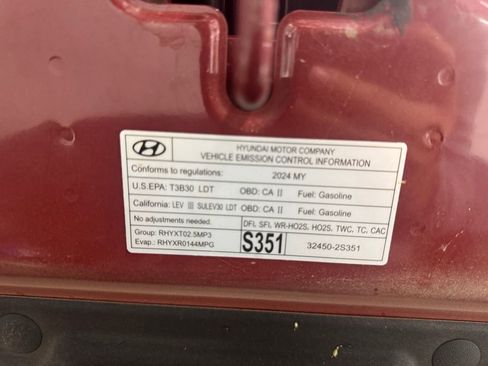 HYUNDAI MOTOR COMPANY
VEHICLE EMISSION CONTROL INFORMATION
Conforms to regulations: 2024 MY
U.S.EPA: T3B30 LDT OBD: CA II Fuel: Gasoline
California: LEV III SULEV30 LDT OBD: CA II Fuel: Gasoline
No adjustments needed. DFI, SFI, WR-HO2S, HO2S, TWC, TC, CAC
Group: RHYXT02.5MP3
Evap.: RHYXR0144MPG
S351 32450-2S351